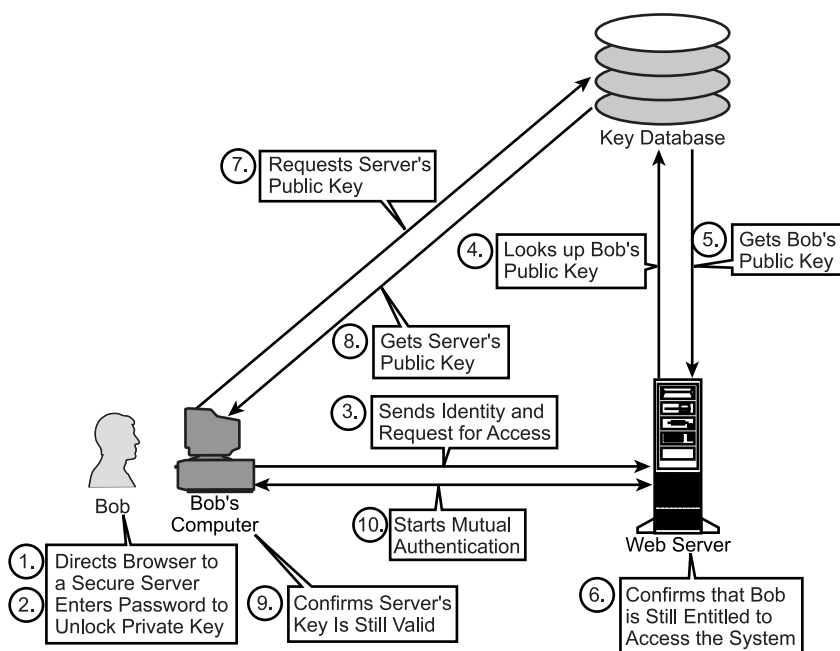 Key Database
7. Requests Server's
Public Key
4. Looks up Bob's
Public Key
5. Gets Bob's
Public Key
8. Gets Server's
Public Key
3. Sends Identity and
Request for Access
Bob
Bob's
Computer
10. Starts Mutual
Authentication
Web Server
1. Directs Browser to
a Secure Server
2. Enters Password to
Unlock Private Key
9. Confirms Server's
Key Is Still Valid
6. Confirms that Bob
is Still Entitled to
Access the System